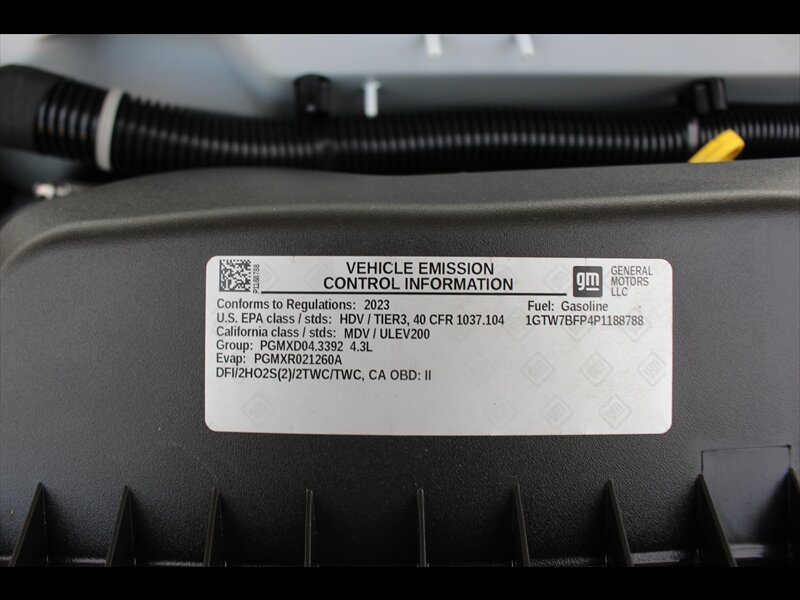 VEHICLE EMISSION
CONTROL INFORMATION
P1188788
gm
GENERAL
MOTORS
LLC
Conforms to Regulations: 2023
Fuel: Gasoline
U.S. EPA class / stds: HDV / TIER3, 40 CFR 1037.104
1GTW7BFP4P1188788
California class / stds: MDV / ULEV200
Group: PGMXD04.3392 4.3L
Evap: PGMXR021260A
DFI/2HO2S(2)/2TWC/TWC, CA OBD: II